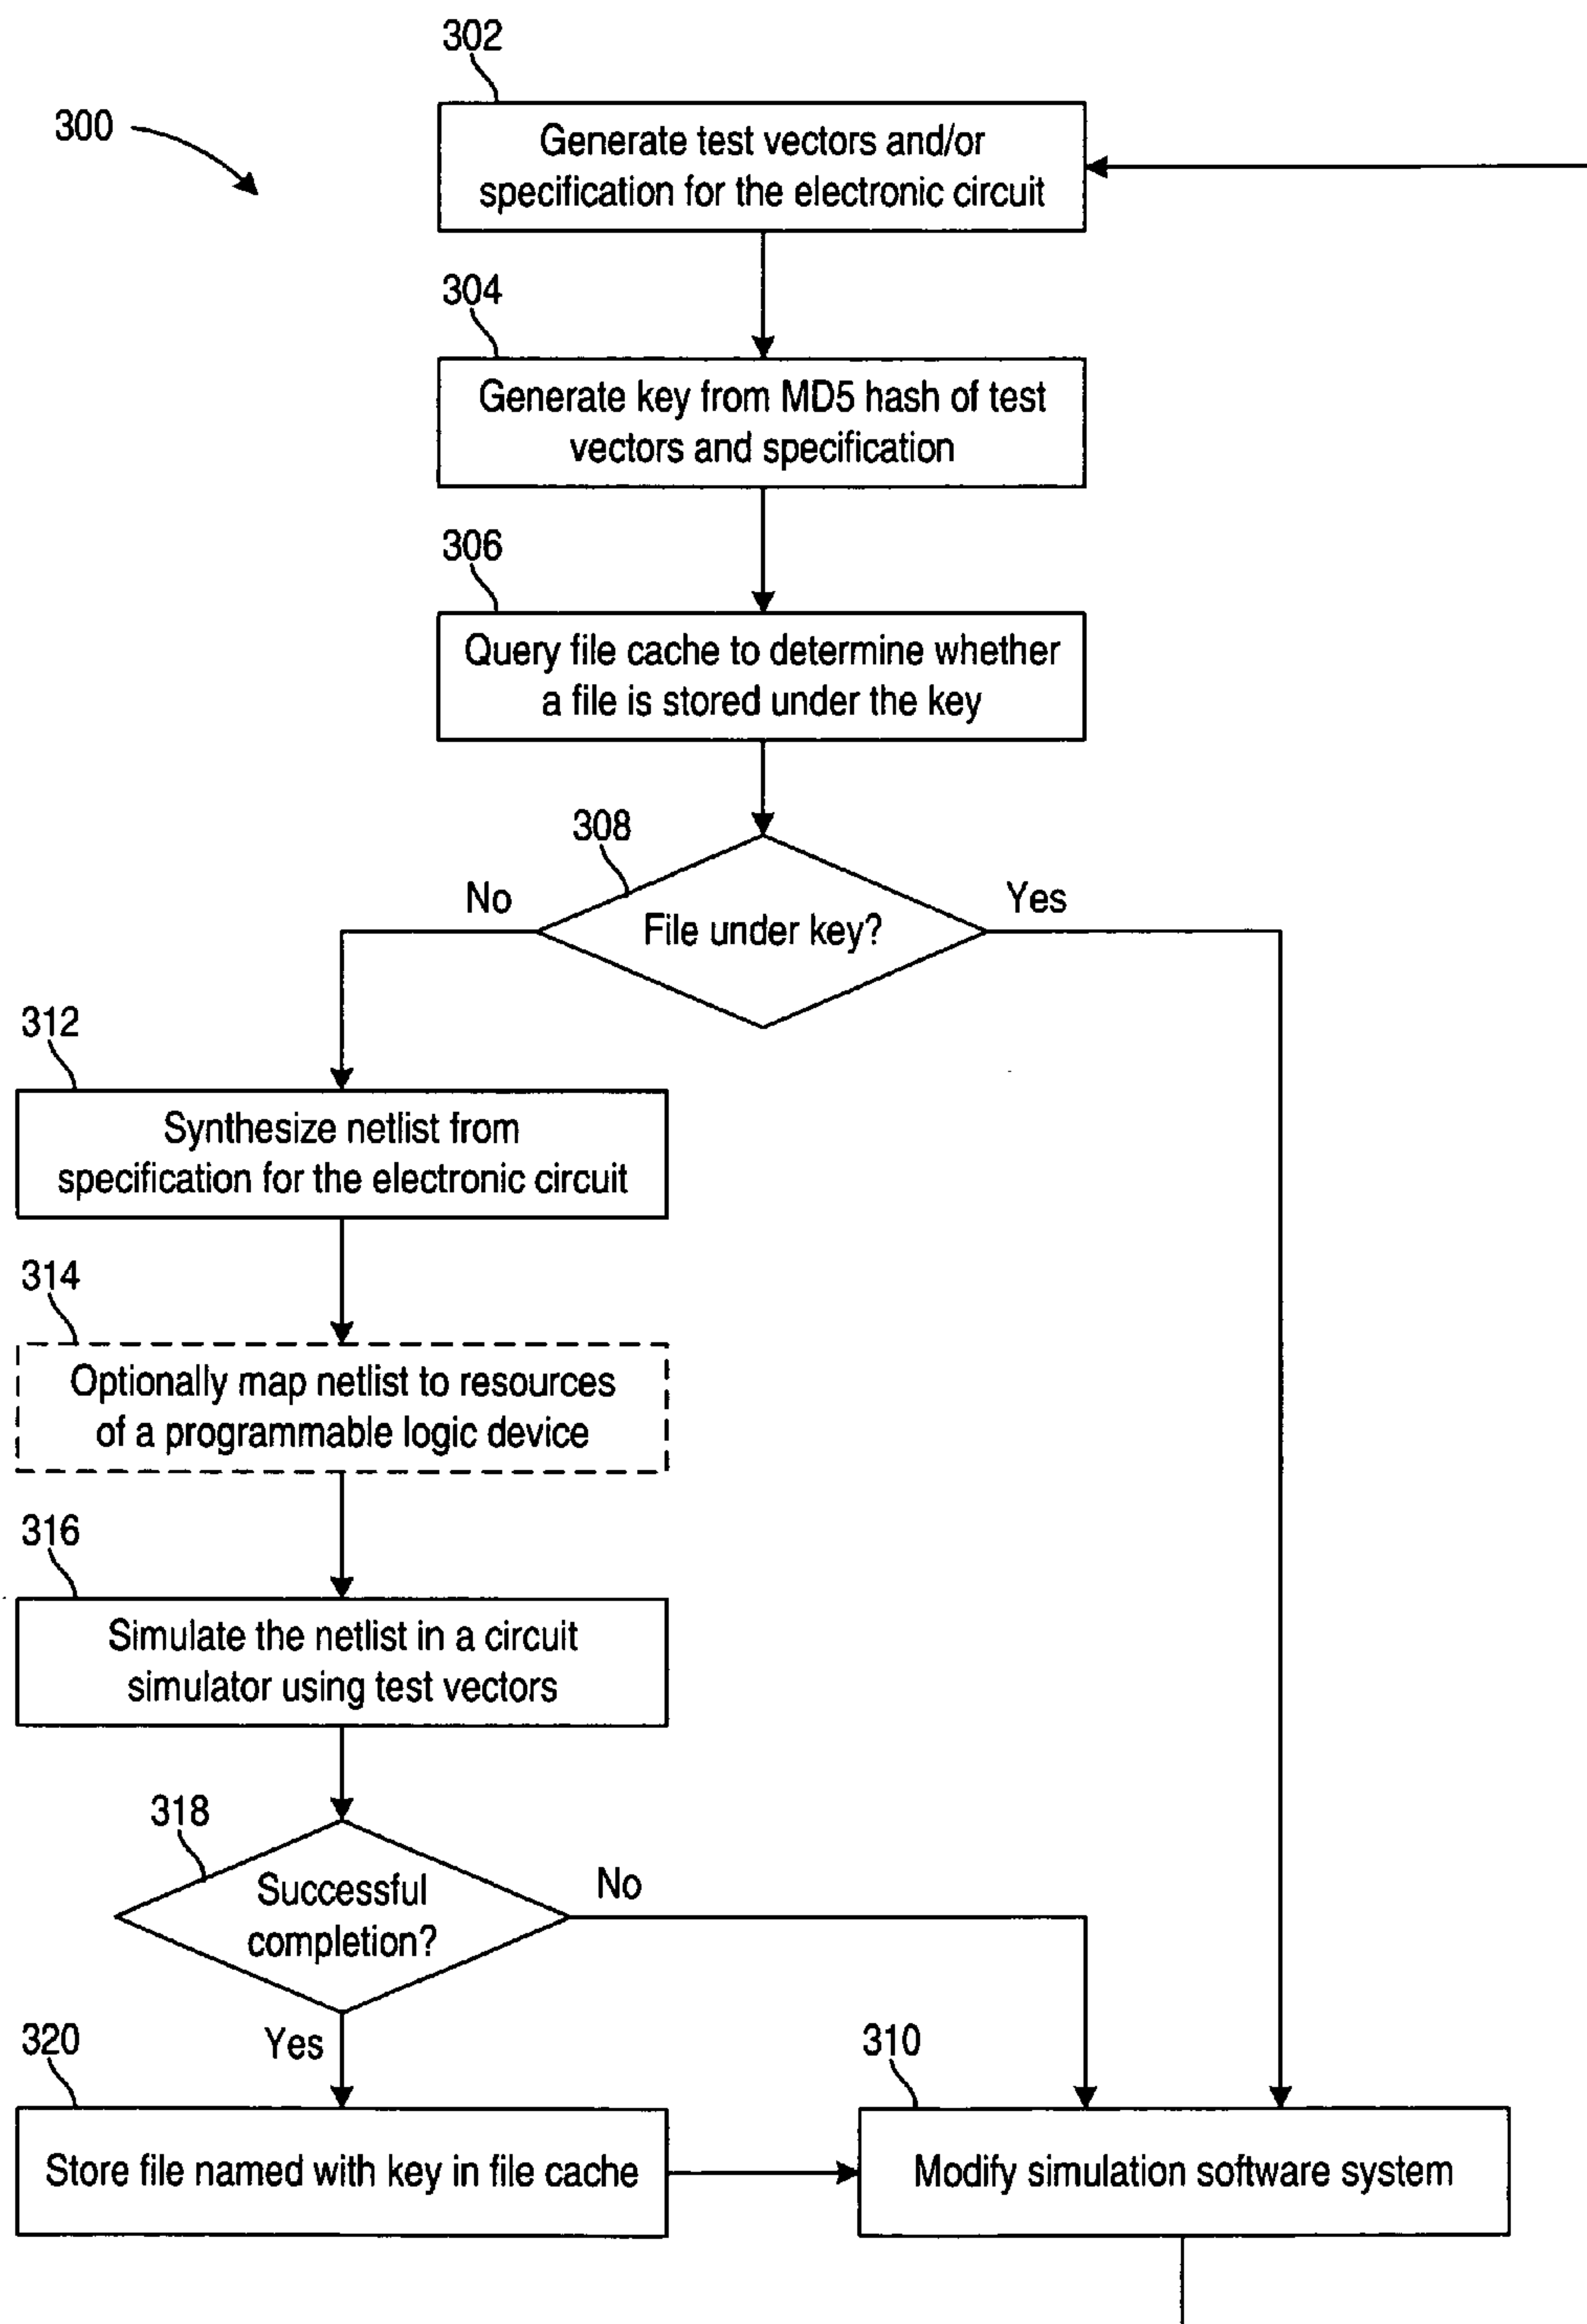 302
300
Generate test vectors and/or
specification for the electronic circuit
304
Generate key from MD5 hash of test
vectors and specification
306
Query file cache to determine whether
a file is stored under the key
308
No
Yes
File under key?
312
Synthesize netlist from
specification for the electronic circuit
314
Optionally map netlist to resources
of a programmable logic device
316
Simulate the netlist in a circuit
simulator using test vectors
318
No
Successful
completion?
320
Yes
310
Store file named with key in file cache
Modify simulation software system